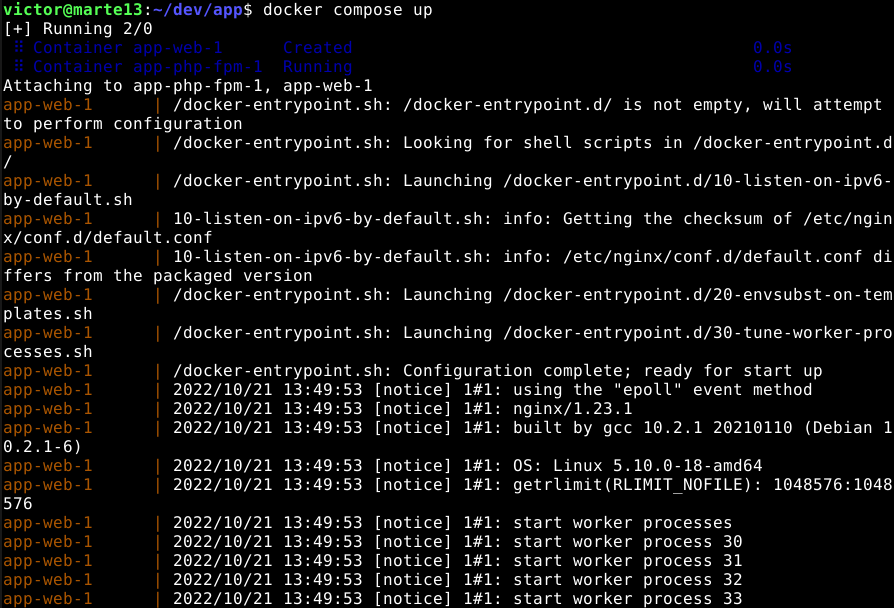 victor@marte13:~/dev/app$ docker compose up
[+] Running 2/0
 ⠿ Container app-web-1      Created                                        0.0s
 ⠿ Container app-php-fpm-1  Running                                        0.0s
Attaching to app-php-fpm-1, app-web-1
app-web-1      | /docker-entrypoint.sh: /docker-entrypoint.d/ is not empty, will attempt
to perform configuration
app-web-1      | /docker-entrypoint.sh: Looking for shell scripts in /docker-entrypoint.d
/
app-web-1      | /docker-entrypoint.sh: Launching /docker-entrypoint.d/10-listen-on-ipv6-
by-default.sh
app-web-1      | 10-listen-on-ipv6-by-default.sh: info: Getting the checksum of /etc/ngin
x/conf.d/default.conf
app-web-1      | 10-listen-on-ipv6-by-default.sh: info: /etc/nginx/conf.d/default.conf di
ffers from the packaged version
app-web-1      | /docker-entrypoint.sh: Launching /docker-entrypoint.d/20-envsubst-on-tem
plates.sh
app-web-1      | /docker-entrypoint.sh: Launching /docker-entrypoint.d/30-tune-worker-pro
cesses.sh
app-web-1      | /docker-entrypoint.sh: Configuration complete; ready for start up
app-web-1      | 2022/10/21 13:49:53 [notice] 1#1: using the "epoll" event method
app-web-1      | 2022/10/21 13:49:53 [notice] 1#1: nginx/1.23.1
app-web-1      | 2022/10/21 13:49:53 [notice] 1#1: built by gcc 10.2.1 20210110 (Debian 1
0.2.1-6)
app-web-1      | 2022/10/21 13:49:53 [notice] 1#1: OS: Linux 5.10.0-18-amd64
app-web-1      | 2022/10/21 13:49:53 [notice] 1#1: getrlimit(RLIMIT_NOFILE): 1048576:1048
576
app-web-1      | 2022/10/21 13:49:53 [notice] 1#1: start worker processes
app-web-1      | 2022/10/21 13:49:53 [notice] 1#1: start worker process 30
app-web-1      | 2022/10/21 13:49:53 [notice] 1#1: start worker process 31
app-web-1      | 2022/10/21 13:49:53 [notice] 1#1: start worker process 32
app-web-1      | 2022/10/21 13:49:53 [notice] 1#1: start worker process 33